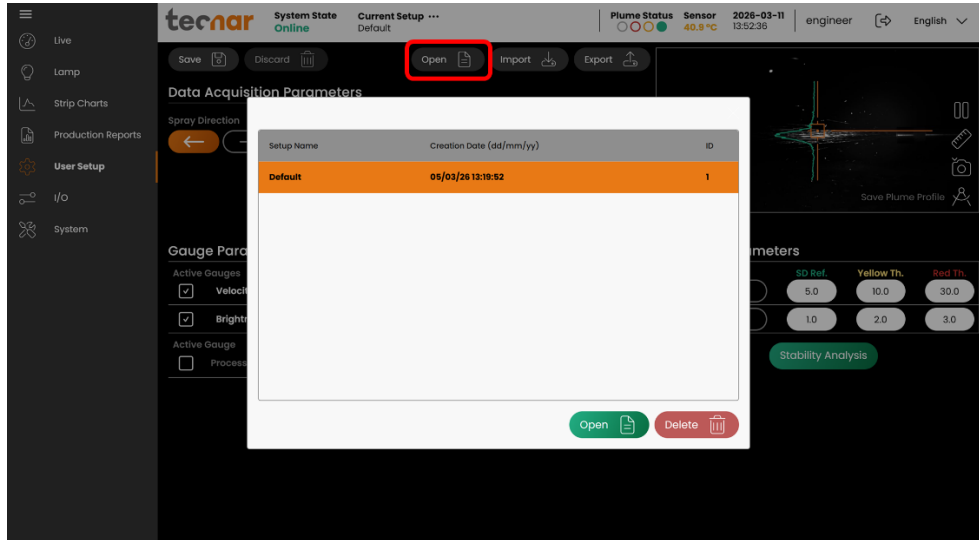 tecnar
System State
Online
Current Setup ···
Default
Plume Status
Sensor
40.9 °C
2026-03-11
13:52:36
engineer
English
Live
Lamp
Strip Charts
Production Reports
User Setup
I/O
System
Save
Discard
Open
Import
Export
Data Acquisition Parameters
Spray Direction
Setup Name Creation Date (dd/mm/yy) ID
Default 05/03/26 13:19:52 1
Save Plume Profile
Gauge Para
meters
Active Gauges
SD Ref. Yellow Th. Red Th.
Velocit
5.0 10.0 30.0
Brightn
1.0 2.0 3.0
Active Gauge
Process
Stability Analysis
Open
Delete